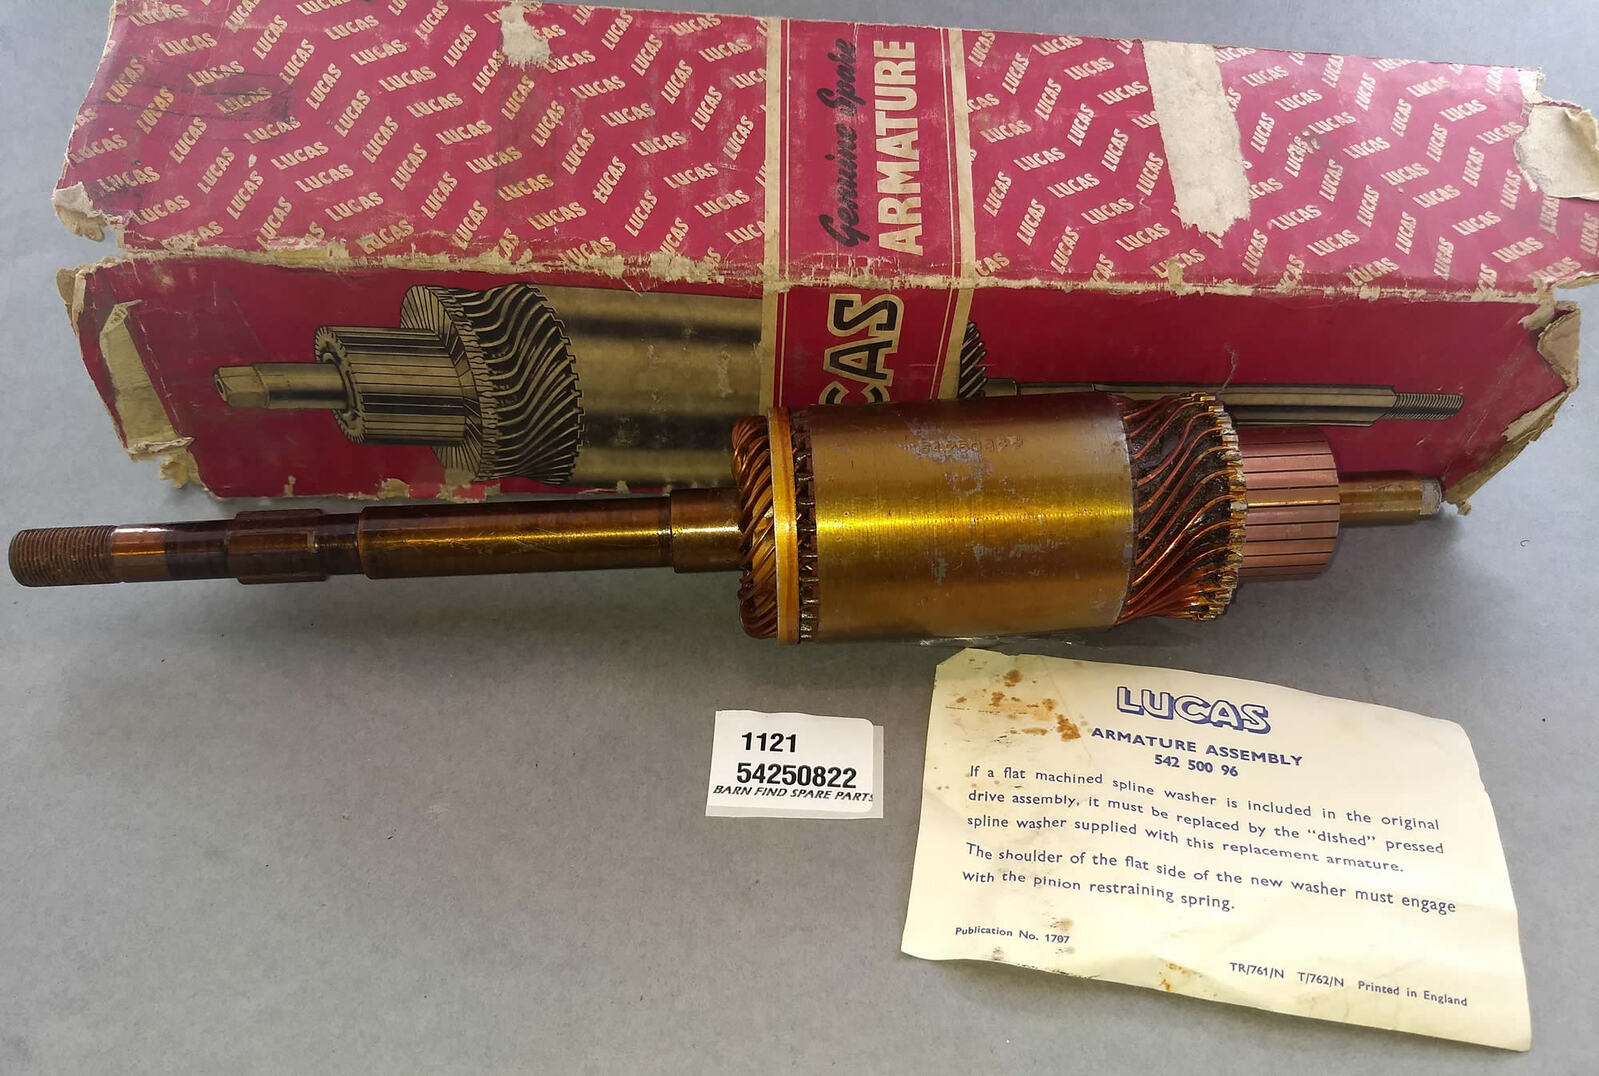 LUCAS
Genuine Spare
ARMATURE
CAS
1121
54250822
BARN FIND SPARE PARTS
LUCAS
ARMATURE ASSEMBLY
542 500 96
If a flat machined spline washer is included in the original
drive assembly, it must be replaced by the "dished" pressed
spline washer supplied with this replacement armature.
The shoulder of the flat side of the new washer must engage
with the pinion restraining spring.
Publication No. 1707
TR/761/N T/762/N Printed in England